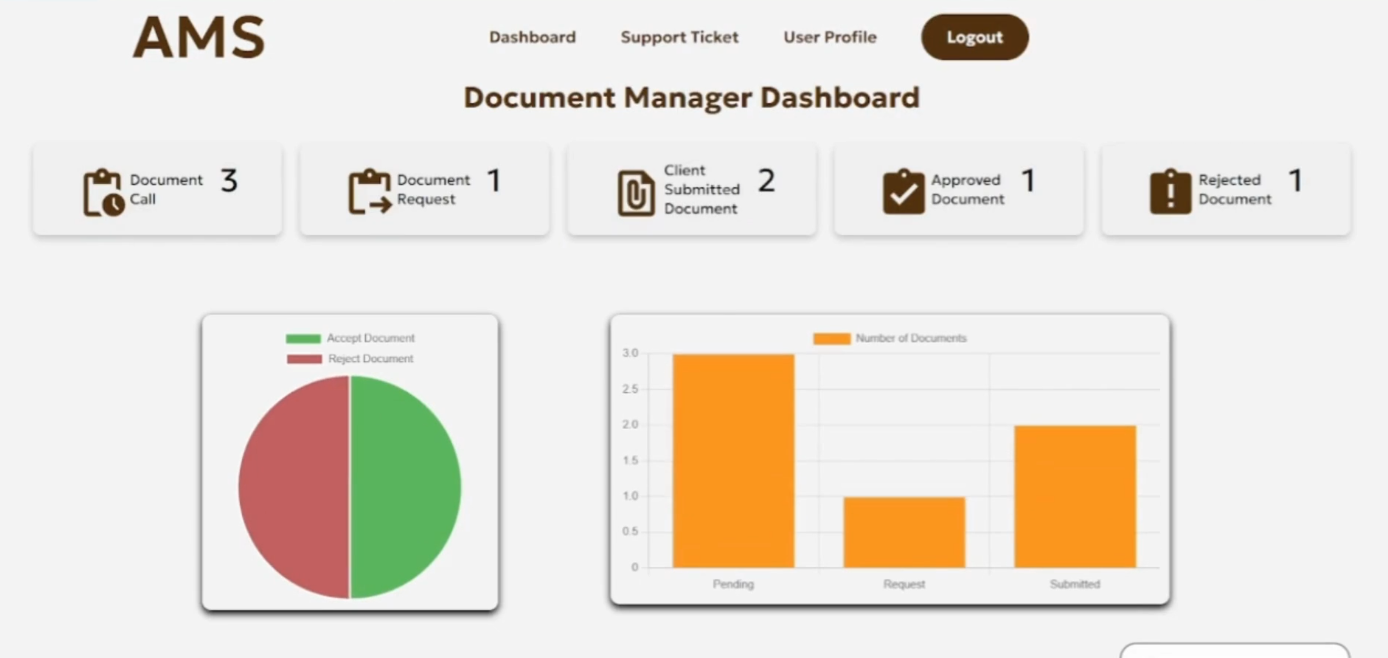 AMS
Dashboard Support Ticket User Profile Logout
Document Manager Dashboard
Document
Call
3
Document
Request
1
Client
Submitted
Document
2
Approved
Document
1
Rejected
Document
1
Accept Document
Reject Document
Number of Documents
3.0
2.5
2.0
1.5
1.0
0.5
0
Pending Request Submitted